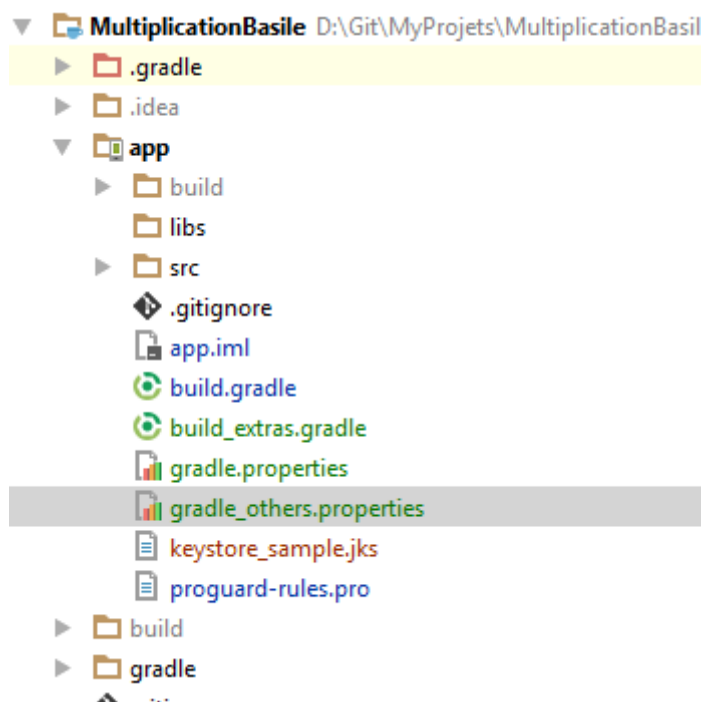 MultiplicationBasile D:\Git\MyProjets\MultiplicationBasil
.gradle
.idea
app
build
libs
src
.gitignore
app.iml
build.gradle
build_extras.gradle
gradle.properties
gradle_others.properties
keystore_sample.jks
proguard-rules.pro
build
gradle